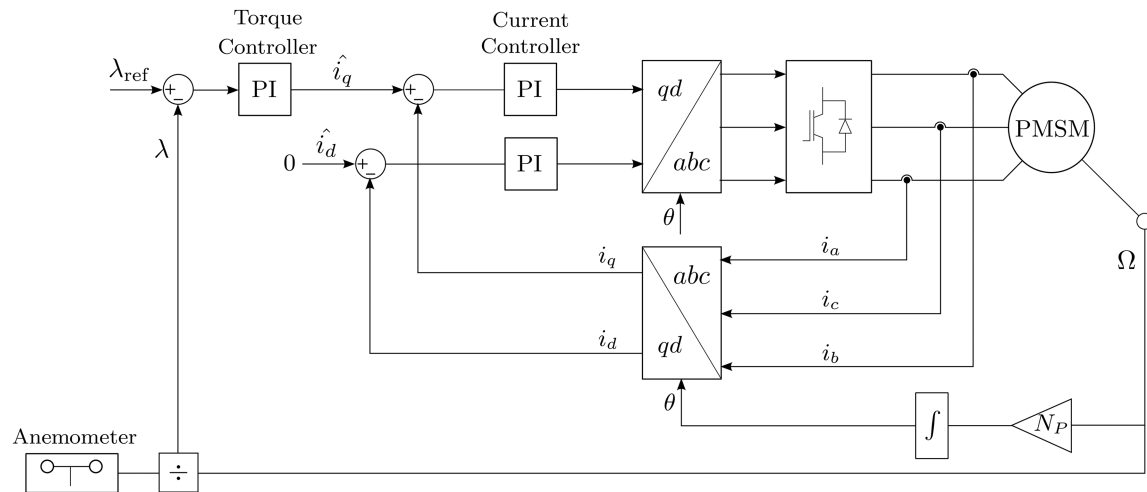 Torque
Controller
Current
Controller
λ_ref
+
−
PI
î_q
+
−
PI
qd
abc
PMSM
λ
0
î_d
+
−
PI
θ
i_q
abc
qd
i_a
Ω
i_c
i_d
i_b
θ
∫
N_P
Anemometer
÷